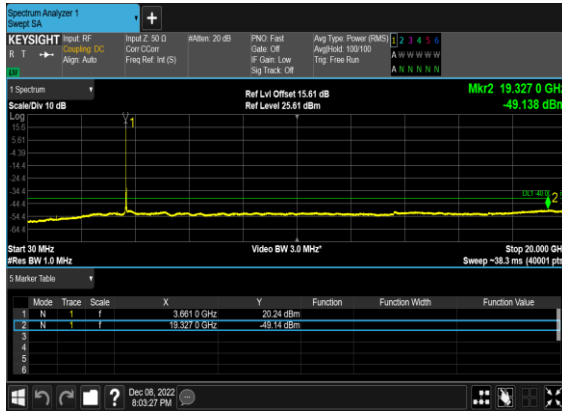 Spectrum Analyzer 1
Swept SA
+
KEYSIGHT Input: RF Input Z: 50 Ω #Atten: 20 dB PNO: Fast Avg Type: Power (RMS) 1 2 3 4 5 6
R T Coupling: DC Corr CCorr Gate: Off Avg|Hold: 100/100 A W W W W W
Align: Auto Freq Ref: Int (S) IF Gain: Low Trig: Free Run
Sig Track: Off A N N N N N
1 Spectrum
Scale/Div 10 dB
Ref Lvl Offset 15.61 dB
Ref Level 25.61 dBm
Mkr2 19.327 0 GHz
-49.138 dBm
Log
15.6
5.61
-4.39
-14.4
-24.4
-34.4
-44.4
-54.4
-64.4
1
2
Start 30 MHz Video BW 3.0 MHz* Stop 20.000 GH
#Res BW 1.0 MHz Sweep ~38.3 ms (40001 pts
5 Marker Table
Mode Trace Scale X Y Function Function Width Function Value
1 N 1 f 3.661 0 GHz 20.24 dBm
2 N 1 f 19.327 0 GHz -49.14 dBm
3
4
5
6
? Dec 08, 2022
8:03:27 PM